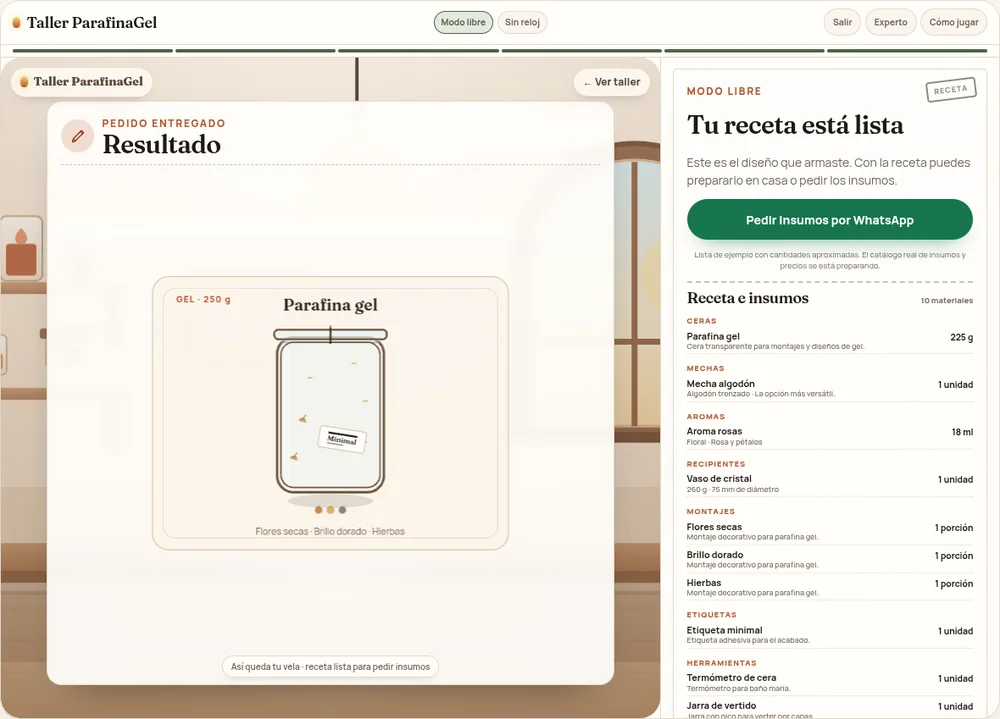 Taller ParafinaGel
Modo libre
Sin reloj
Salir
Experto
Cómo jugar
Taller ParafinaGel
← Ver taller
PEDIDO ENTREGADO
Resultado
GEL · 250 g
Parafina gel
Minimal
Flores secas · Brillo dorado · Hierbas
Así queda tu vela · receta lista para pedir insumos
MODO LIBRE
RECETA
Tu receta está lista
Este es el diseño que armaste. Con la receta puedes
prepararlo en casa o pedir los insumos.
Pedir insumos por WhatsApp
Lista de ejemplo con cantidades aproximadas. El catálogo real de insumos y
precios se está preparando.
Receta e insumos
10 materiales
CERAS
Parafina gel
225 g
Cera transparente para montajes y diseños de gel.
MECHAS
Mecha algodón
1 unidad
Algodón trenzado · La opción más versátil.
AROMAS
Aroma rosas
18 ml
Floral · Rosa y pétalos
RECIPIENTES
Vaso de cristal
1 unidad
260 g · 75 mm de diámetro
MONTAJES
Flores secas
1 porción
Montaje decorativo para parafina gel.
Brillo dorado
1 porción
Montaje decorativo para parafina gel.
Hierbas
1 porción
Montaje decorativo para parafina gel.
ETIQUETAS
Etiqueta minimal
1 unidad
Etiqueta adhesiva para el acabado.
HERRAMIENTAS
Termómetro de cera
1 unidad
Termómetro para baño maría.
Jarra de vertido
1 unidad
Jarra con pico para verter por capas.